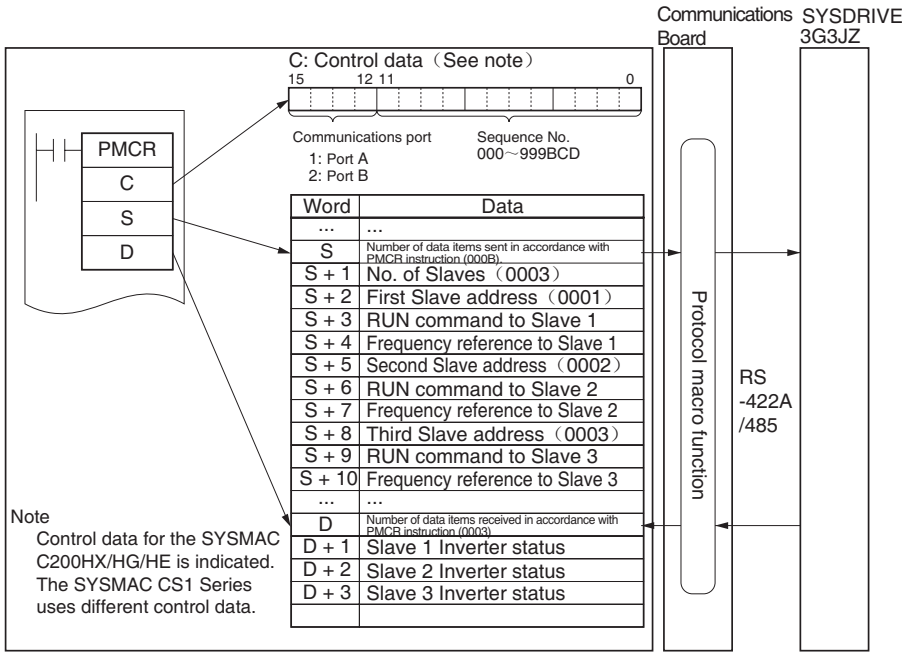 Communications Board
SYSDRIVE 3G3JZ
C: Control data（See note）
15 12 11 0
Communications port
1: Port A
2: Port B
Sequence No.
000～999BCD
PMCR
C
S
D
Word Data
... ...
S Number of data items sent in accordance with PMCR instruction (000B).
S + 1 No. of Slaves（0003）
S + 2 First Slave address（0001）
S + 3 RUN command to Slave 1
S + 4 Frequency reference to Slave 1
S + 5 Second Slave address（0002）
S + 6 RUN command to Slave 2
S + 7 Frequency reference to Slave 2
S + 8 Third Slave address（0003）
S + 9 RUN command to Slave 3
S + 10 Frequency reference to Slave 3
... ...
D Number of data items received in accordance with PMCR instruction (0003)
D + 1 Slave 1 Inverter status
D + 2 Slave 2 Inverter status
D + 3 Slave 3 Inverter status
Protocol macro function
RS
-422A
/485
Note
Control data for the SYSMAC
C200HX/HG/HE is indicated.
The SYSMAC CS1 Series
uses different control data.